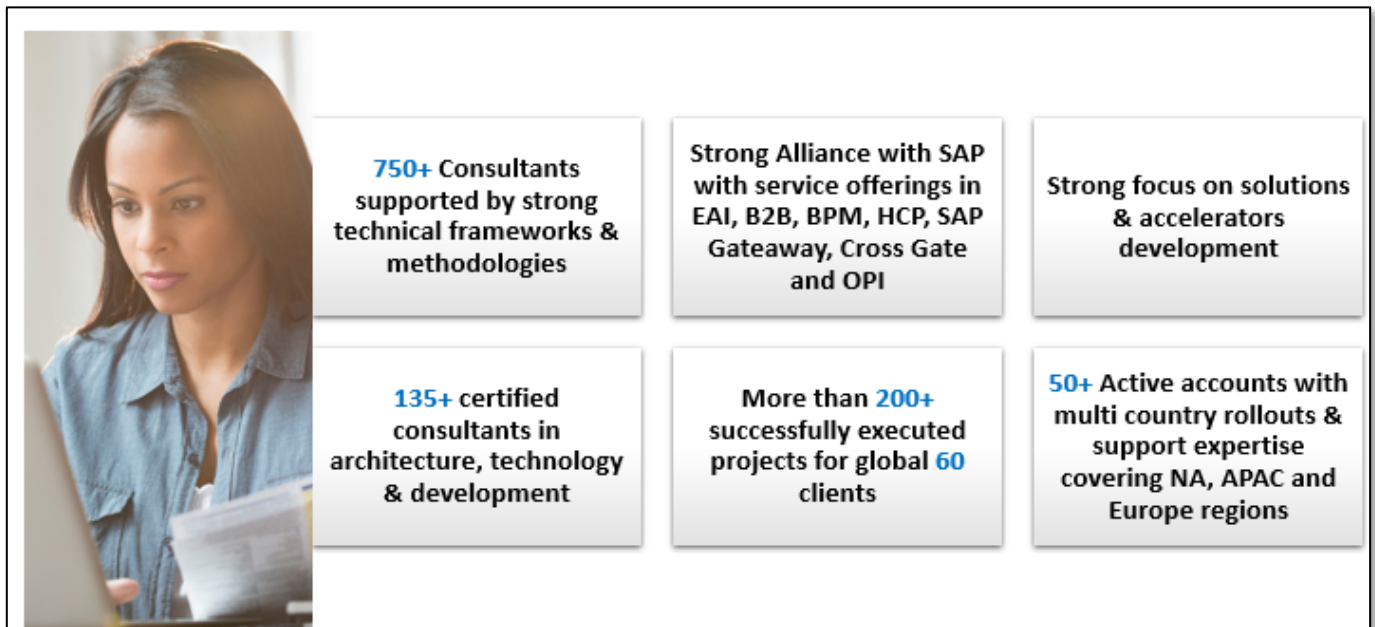 750+ Consultants
supported by strong
technical frameworks &
methodologies
Strong Alliance with SAP
with service offerings in
EAI, B2B, BPM, HCP, SAP
Gateaway, Cross Gate
and OPI
Strong focus on solutions
& accelerators
development
135+ certified
consultants in
architecture, technology
& development
More than 200+
successfully executed
projects for global 60
clients
50+ Active accounts with
multi country rollouts &
support expertise
covering NA, APAC and
Europe regions